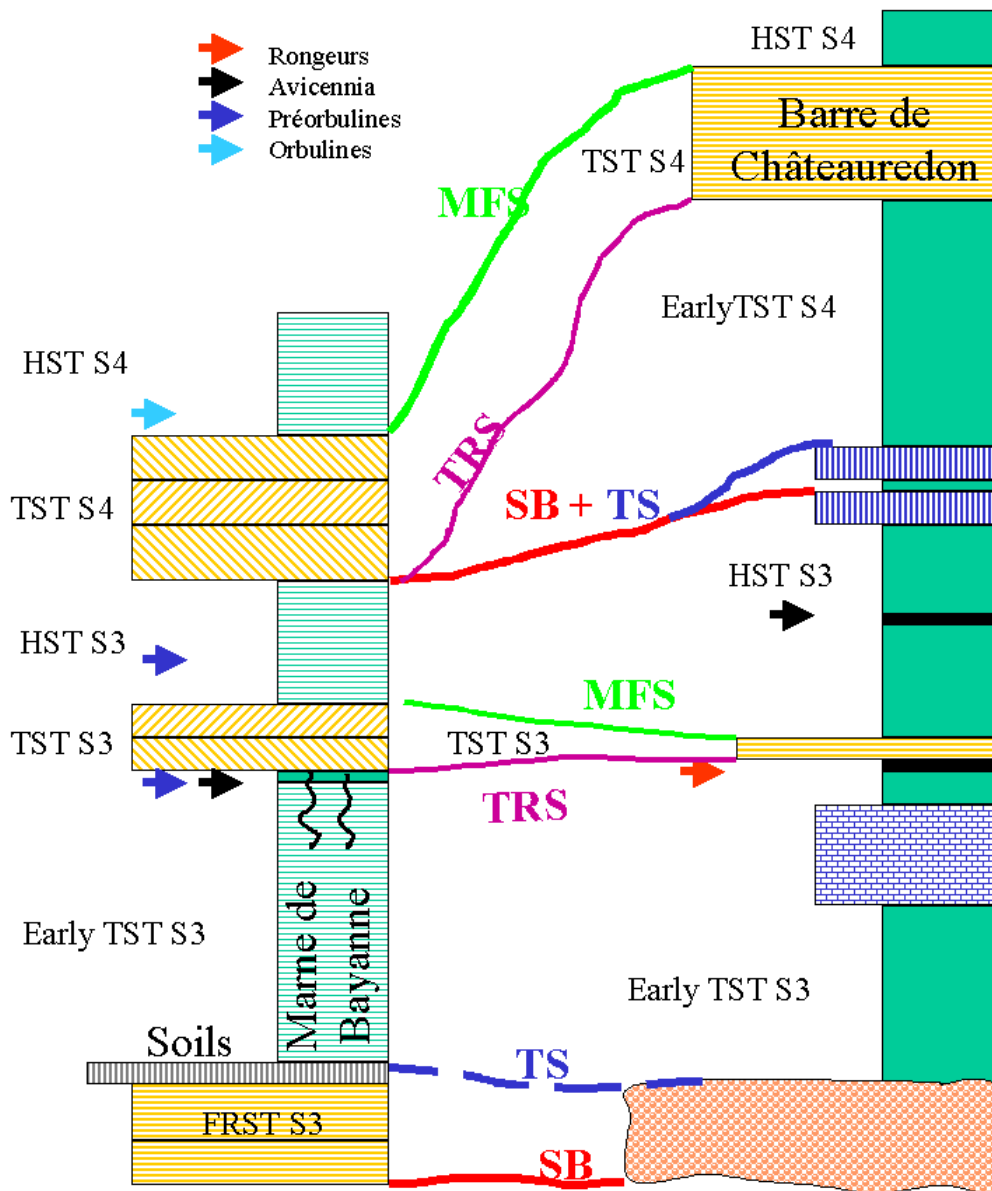 HST S4
Rongeurs
Avicennia
Préorbulines
Orbulines
Barre de
Châteauredon
TST S4
MFS
EarlyTST S4
HST S4
TRS
TST S4
SB + TS
HST S3
HST S3
MFS
TST S3
TST S3
TRS
Marne de
Bayanne
Early TST S3
Early TST S3
Soils
TS
FRST S3
SB